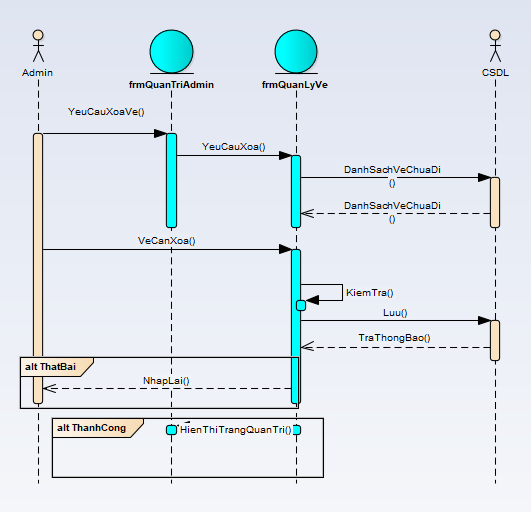 Admin
frmQuanTriAdmin
frmQuanLyVe
CSDL
YeuCauXoaVe()
YeuCauXoa()
DanhSachVeChuaDi
()
DanhSachVeChuaDi
()
VeCanXoa()
KiemTra()
Luu()
TraThongBao()
alt ThatBai
NhapLai()
alt ThanhCong
HienThiTrangQuanTri()